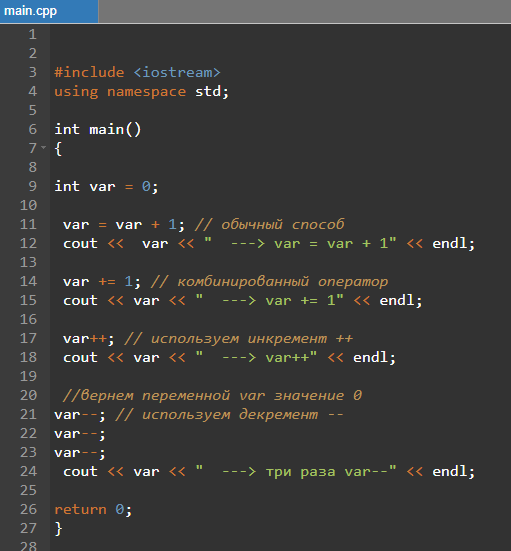 main.cpp
1
2
3 #include <iostream>
4 using namespace std;
5
6 int main()
7 {
8
9 int var = 0;
10
11 var = var + 1; // обычный способ
12 cout <<  var << "  ---> var = var + 1" << endl;
13
14 var += 1; // комбинированный оператор
15 cout << var << "  ---> var += 1" << endl;
16
17 var++; // используем инкремент ++
18 cout << var << "  ---> var++" << endl;
19
20 //вернем переменной var значение 0
21 var--; // используем декремент --
22 var--;
23 var--;
24 cout << var << "  ---> три раза var--" << endl;
25
26 return 0;
27 }
28